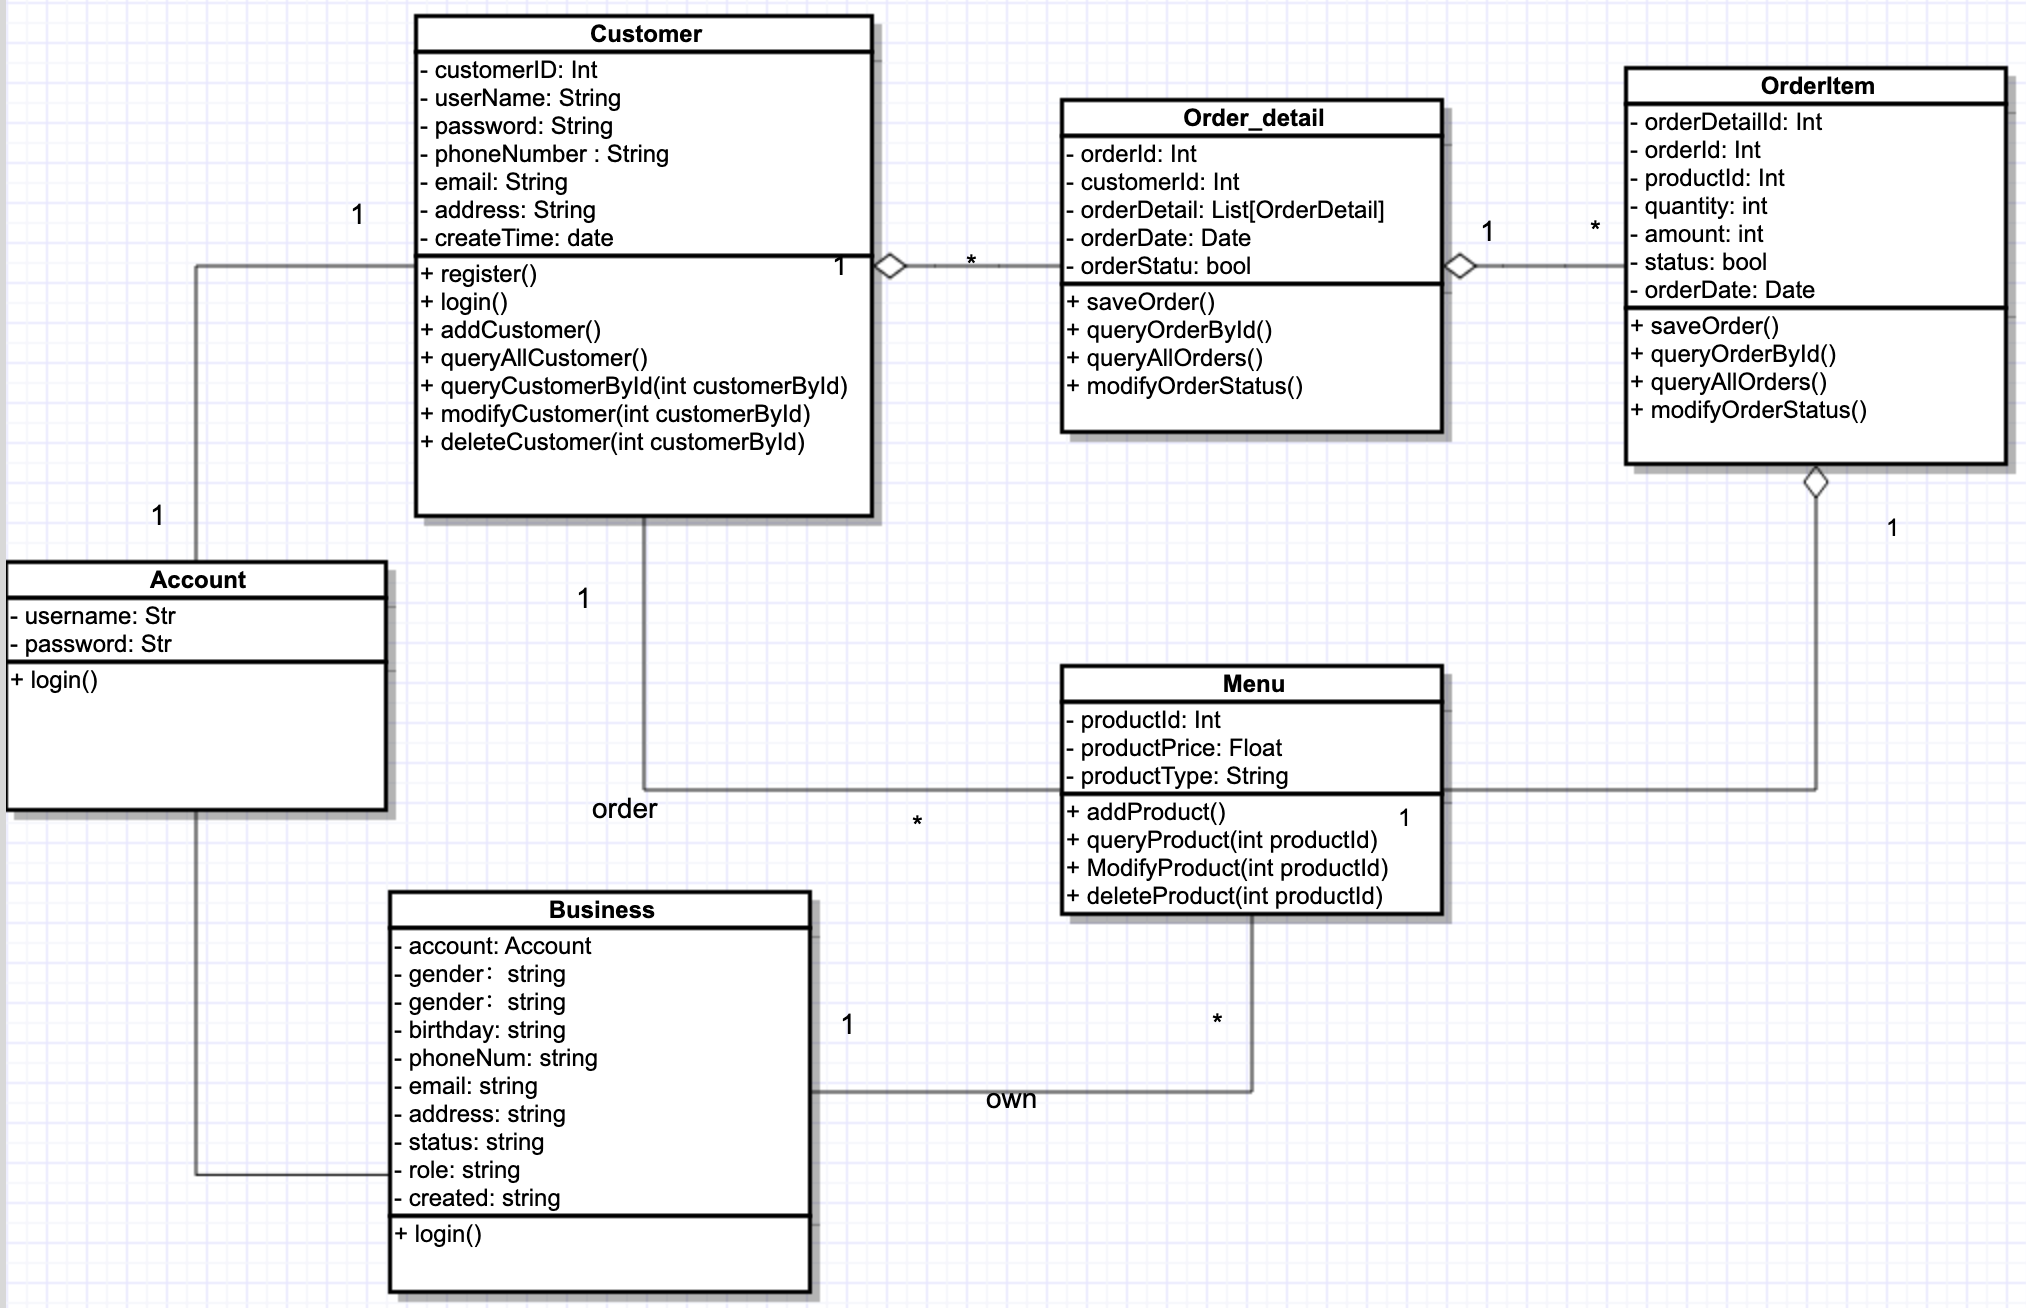 Customer
- customerID: Int
- userName: String
- password: String
- phoneNumber : String
- email: String
- address: String
- createTime: date
+ register()
+ login()
+ addCustomer()
+ queryAllCustomer()
+ queryCustomerById(int customerById)
+ modifyCustomer(int customerById)
+ deleteCustomer(int customerById)
1
*
Order_detail
- orderId: Int
- customerId: Int
- orderDetail: List[OrderDetail]
- orderDate: Date
- orderStatu: bool
+ saveOrder()
+ queryOrderById()
+ queryAllOrders()
+ modifyOrderStatus()
1
*
OrderItem
- orderDetailId: Int
- orderId: Int
- productId: Int
- quantity: int
- amount: int
- status: bool
- orderDate: Date
+ saveOrder()
+ queryOrderById()
+ queryAllOrders()
+ modifyOrderStatus()
1
1
1
Account
- username: Str
- password: Str
+ login()
1
order
*
Menu
- productId: Int
- productPrice: Float
- productType: String
+ addProduct()
+ queryProduct(int productId)
+ ModifyProduct(int productId)
+ deleteProduct(int productId)
1
Business
- account: Account
- gender： string
- gender： string
- birthday: string
- phoneNum: string
- email: string
- address: string
- status: string
- role: string
- created: string
+ login()
1
*
own